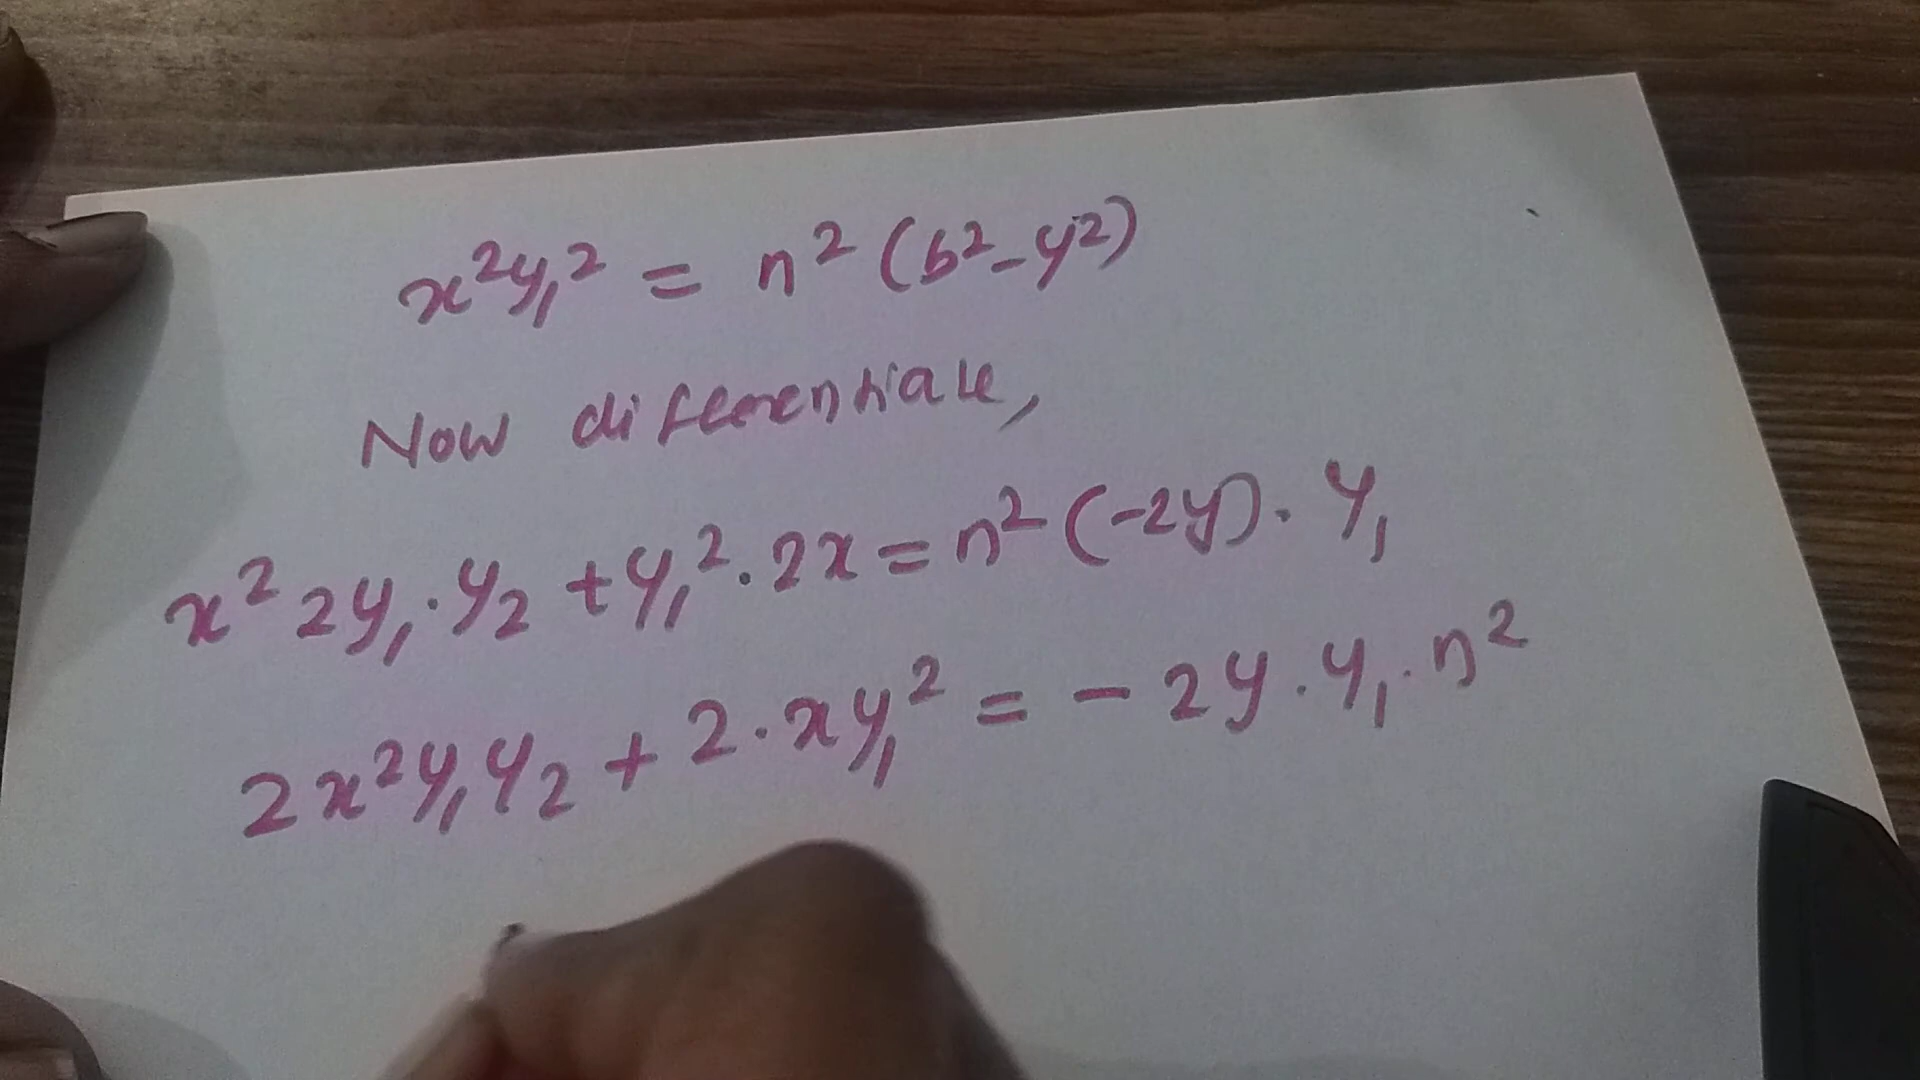 x²y₁² = n²(b²-y²)
Now differentiate,
x² 2y₁.y₂ + y₁².2x = n²(-2y). y₁
2x²y₁y₂ + 2.xy₁² = - 2y.y₁.n²